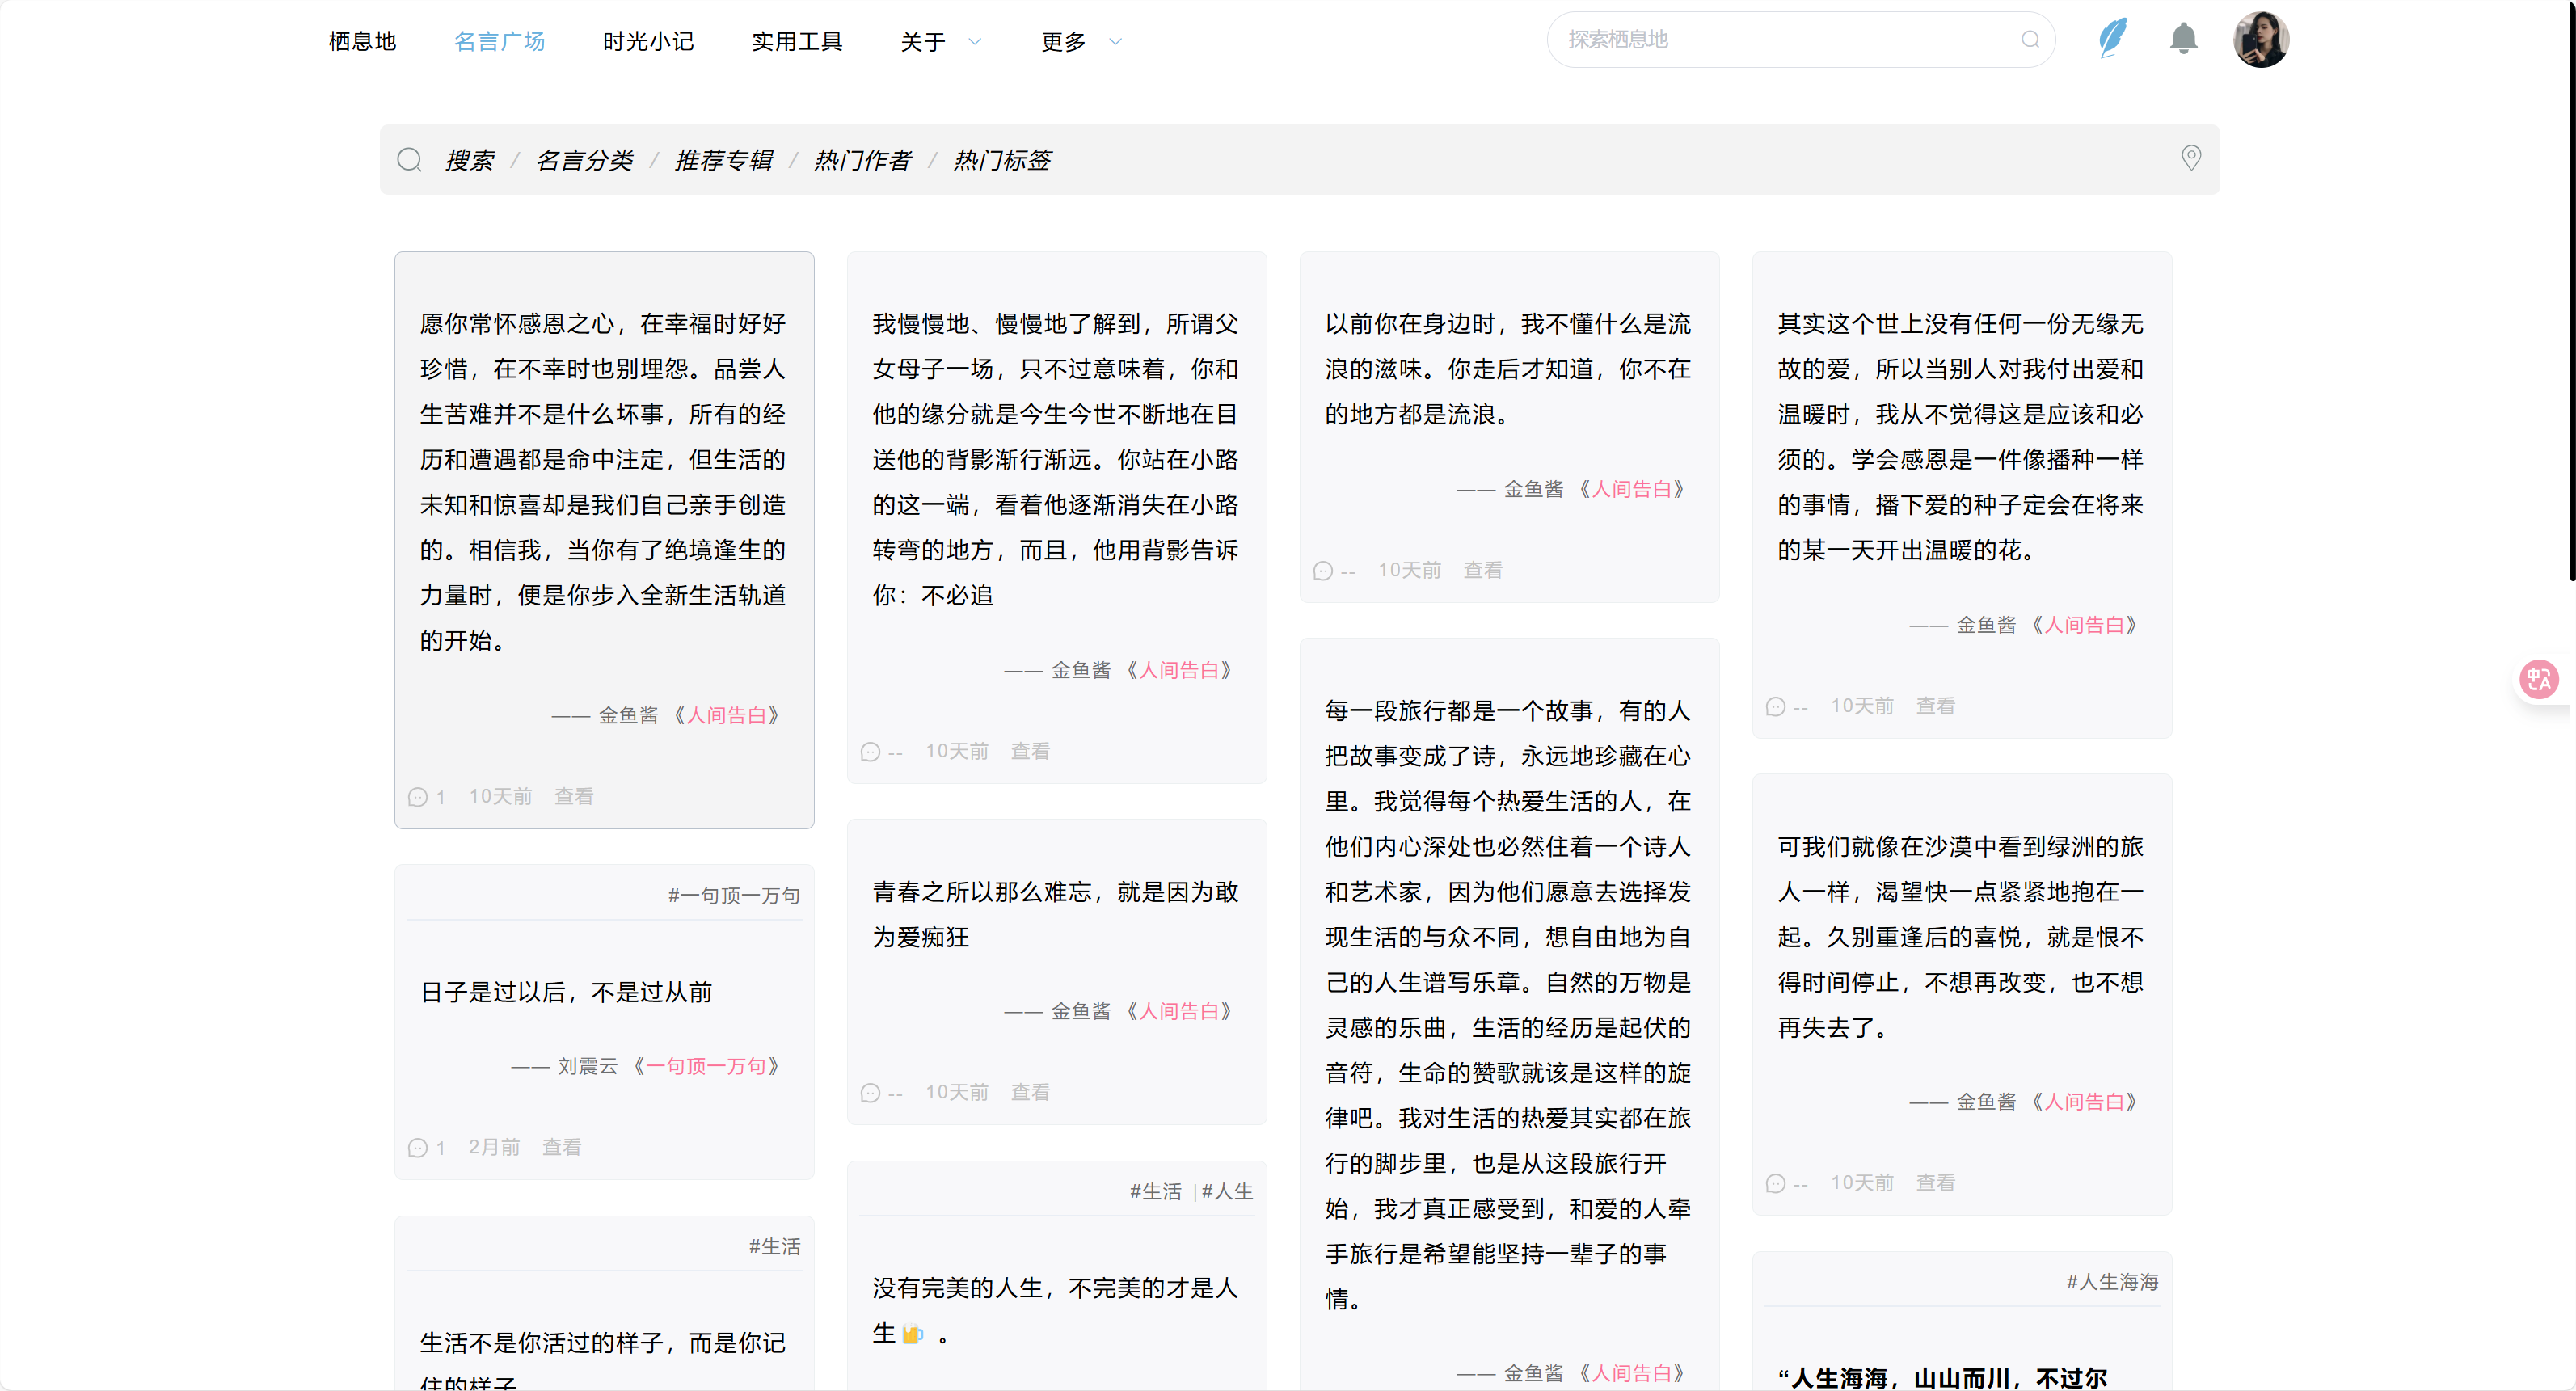 栖息地 名言广场 时光小记 实用工具 关于 更多 探索栖息地
搜索 / 名言分类 / 推荐专辑 / 热门作者 / 热门标签
愿你常怀感恩之心，在幸福时好好
珍惜，在不幸时也别埋怨。品尝人
生苦难并不是什么坏事，所有的经
历和遭遇都是命中注定，但生活的
未知和惊喜却是我们自己亲手创造
的。相信我，当你有了绝境逢生的
力量时，便是你步入全新生活轨道
的开始。
—— 金鱼酱 《人间告白》
1 10天前 查看
#一句顶一万句
日子是过以后，不是过从前
—— 刘震云 《一句顶一万句》
1 2月前 查看
#生活
生活不是你活过的样子，而是你记
住的样子
我慢慢地、慢慢地了解到，所谓父
女母子一场，只不过意味着，你和
他的缘分就是今生今世不断地在目
送他的背影渐行渐远。你站在小路
的这一端，看着他逐渐消失在小路
转弯的地方，而且，他用背影告诉
你：不必追
—— 金鱼酱 《人间告白》
-- 10天前 查看
青春之所以那么难忘，就是因为敢
为爱痴狂
—— 金鱼酱 《人间告白》
-- 10天前 查看
#生活 | #人生
没有完美的人生，不完美的才是人
生🍺 。
以前你在身边时，我不懂什么是流
浪的滋味。你走后才知道，你不在
的地方都是流浪。
—— 金鱼酱 《人间告白》
-- 10天前 查看
每一段旅行都是一个故事，有的人
把故事变成了诗，永远地珍藏在心
里。我觉得每个热爱生活的人，在
他们内心深处也必然住着一个诗人
和艺术家，因为他们愿意去选择发
现生活的与众不同，想自由地为自
己的人生谱写乐章。自然的万物是
灵感的乐曲，生活的经历是起伏的
音符，生命的赞歌就该是这样的旋
律吧。我对生活的热爱其实都在旅
行的脚步里，也是从这段旅行开
始，我才真正感受到，和爱的人牵
手旅行是希望能坚持一辈子的事
情。
—— 金鱼酱 《人间告白》
其实这个世上没有任何一份无缘无
故的爱，所以当别人对我付出爱和
温暖时，我从不觉得这是应该和必
须的。学会感恩是一件像播种一样
的事情，播下爱的种子定会在将来
的某一天开出温暖的花。
—— 金鱼酱 《人间告白》
-- 10天前 查看
可我们就像在沙漠中看到绿洲的旅
人一样，渴望快一点紧紧地抱在一
起。久别重逢后的喜悦，就是恨不
得时间停止，不想再改变，也不想
再失去了。
—— 金鱼酱 《人间告白》
-- 10天前 查看
#人生海海
“人生海海，山山而川，不过尔
中A